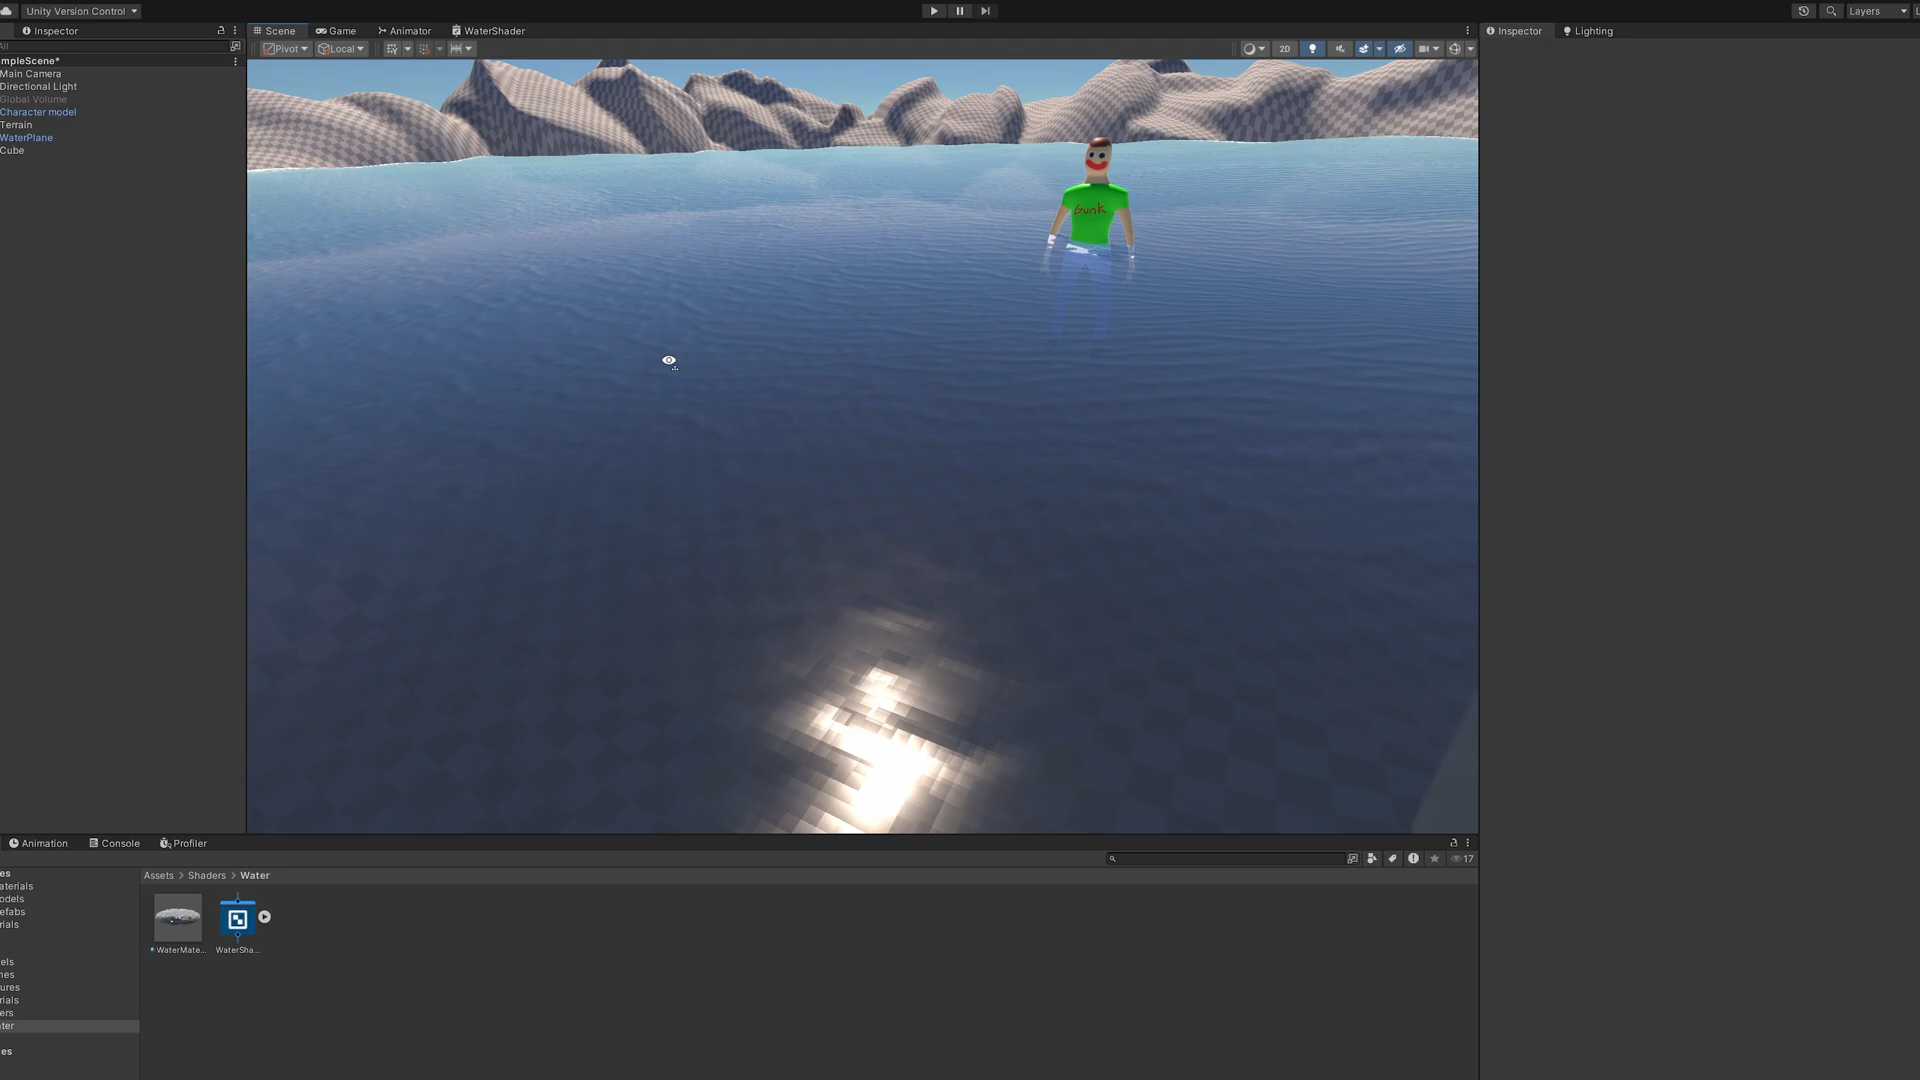 Unity Version Control
Layers
L
Inspector
Scene
Game
Animator
WaterShader
Inspector
Lighting
All
Pivot
Local
2D
mpleScene*
Main Camera
Directional Light
Global Volume
Character model
Terrain
WaterPlane
Cube
Gunk
Animation
Console
Profiler
17
es
aterials
odels
efabs
rials
els
nes
ures
rials
ers
ter
es
Assets > Shaders > Water
WaterMate...
WaterSha...